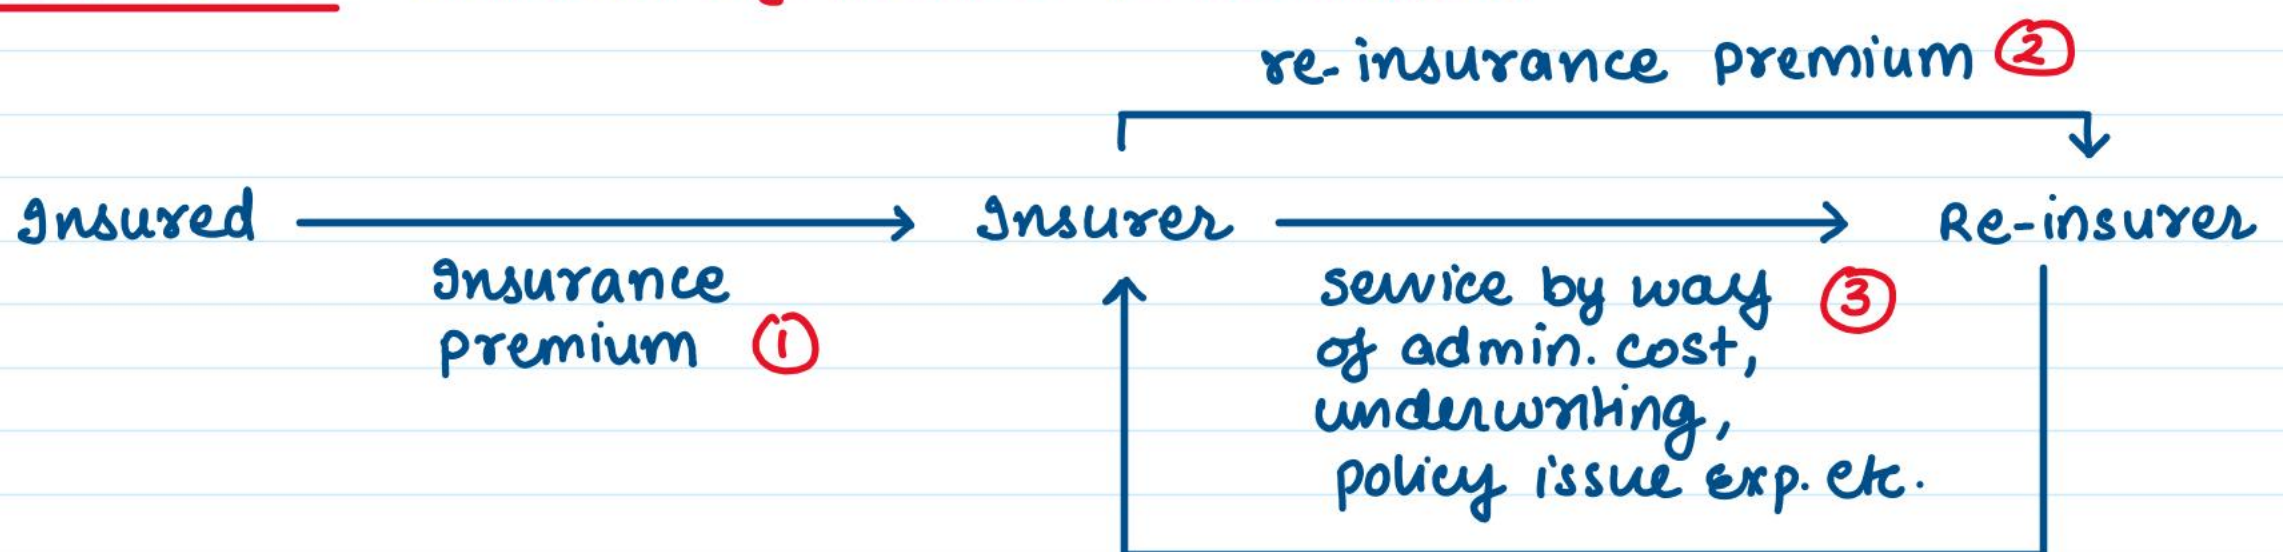 re-insurance premium ②
Insured
Insurer
Re-insurer
Insurance
premium ①
service by way ③
of admin. cost,
underwriting,
policy issue exp. etc.